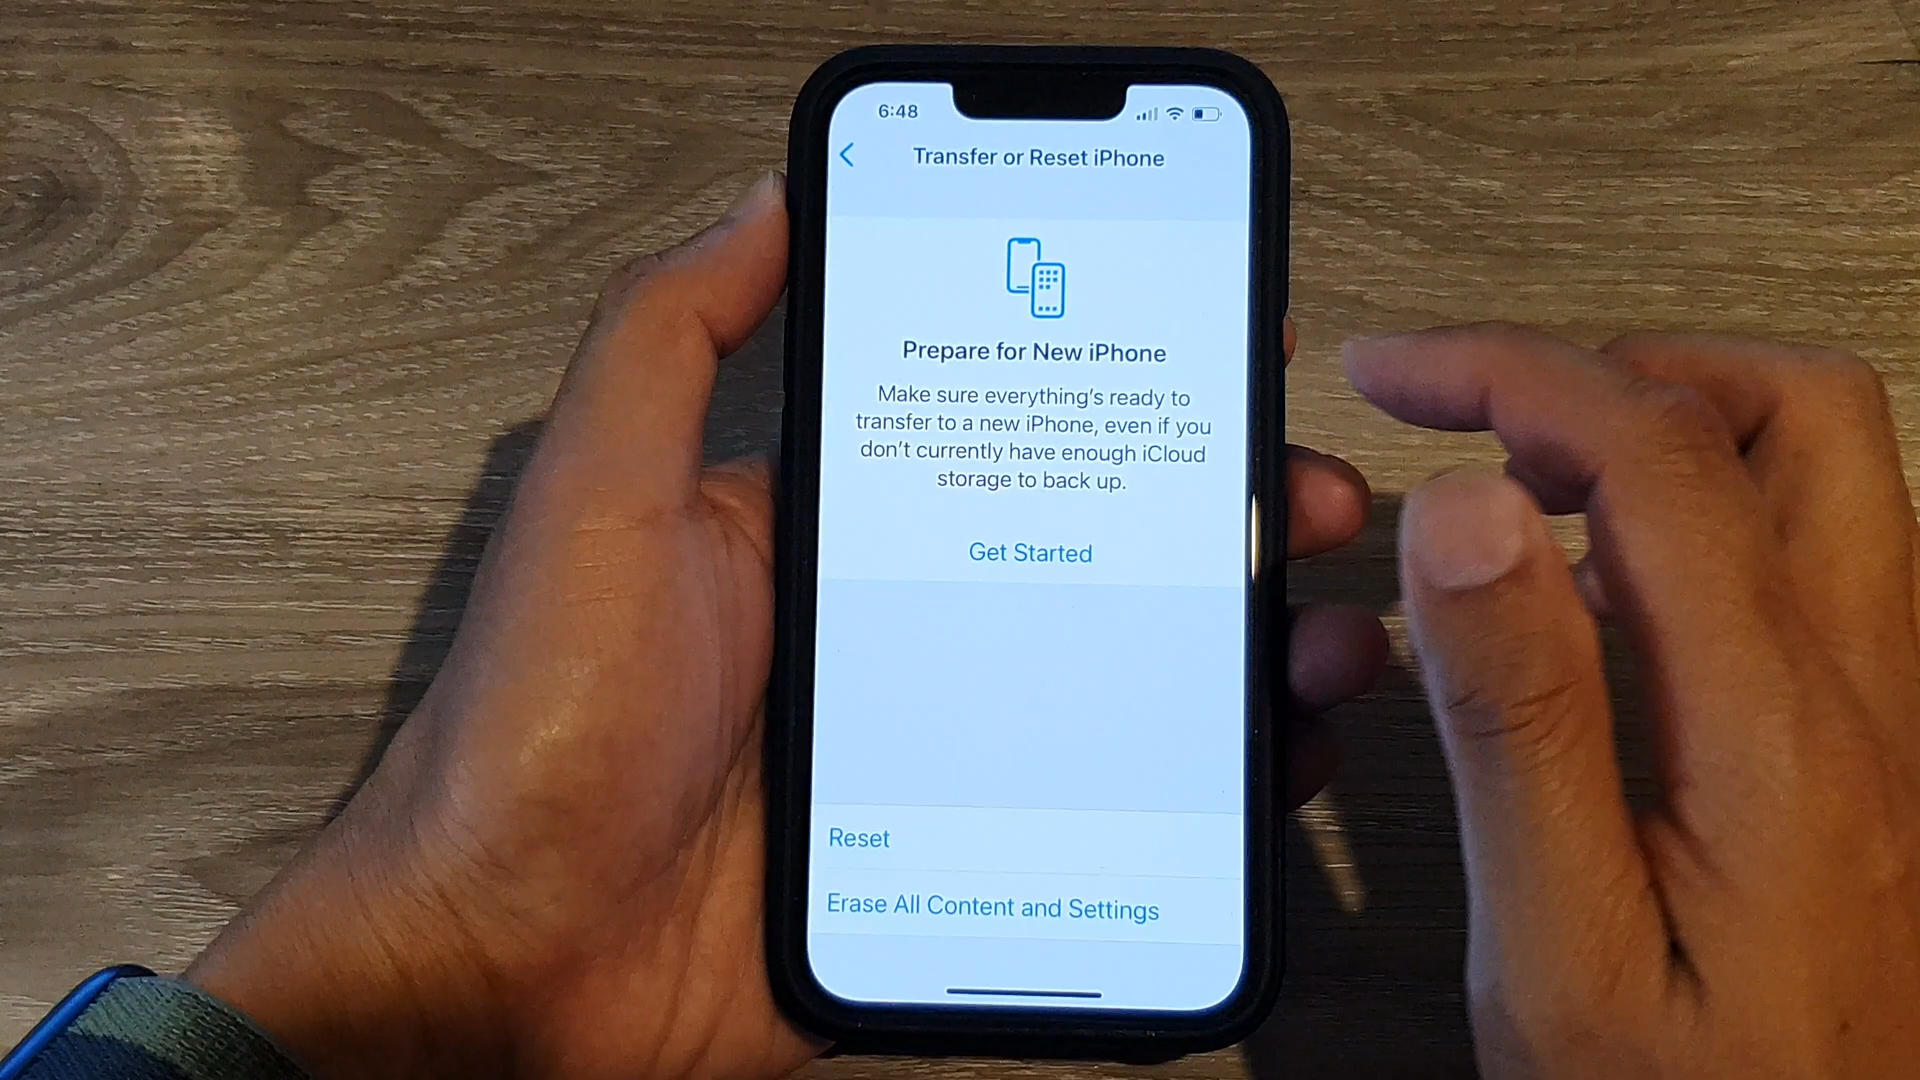 6:48
Transfer or Reset iPhone
Prepare for New iPhone
Make sure everything's ready to
transfer to a new iPhone, even if you
don't currently have enough iCloud
storage to back up.
Get Started
Reset
Erase All Content and Settings